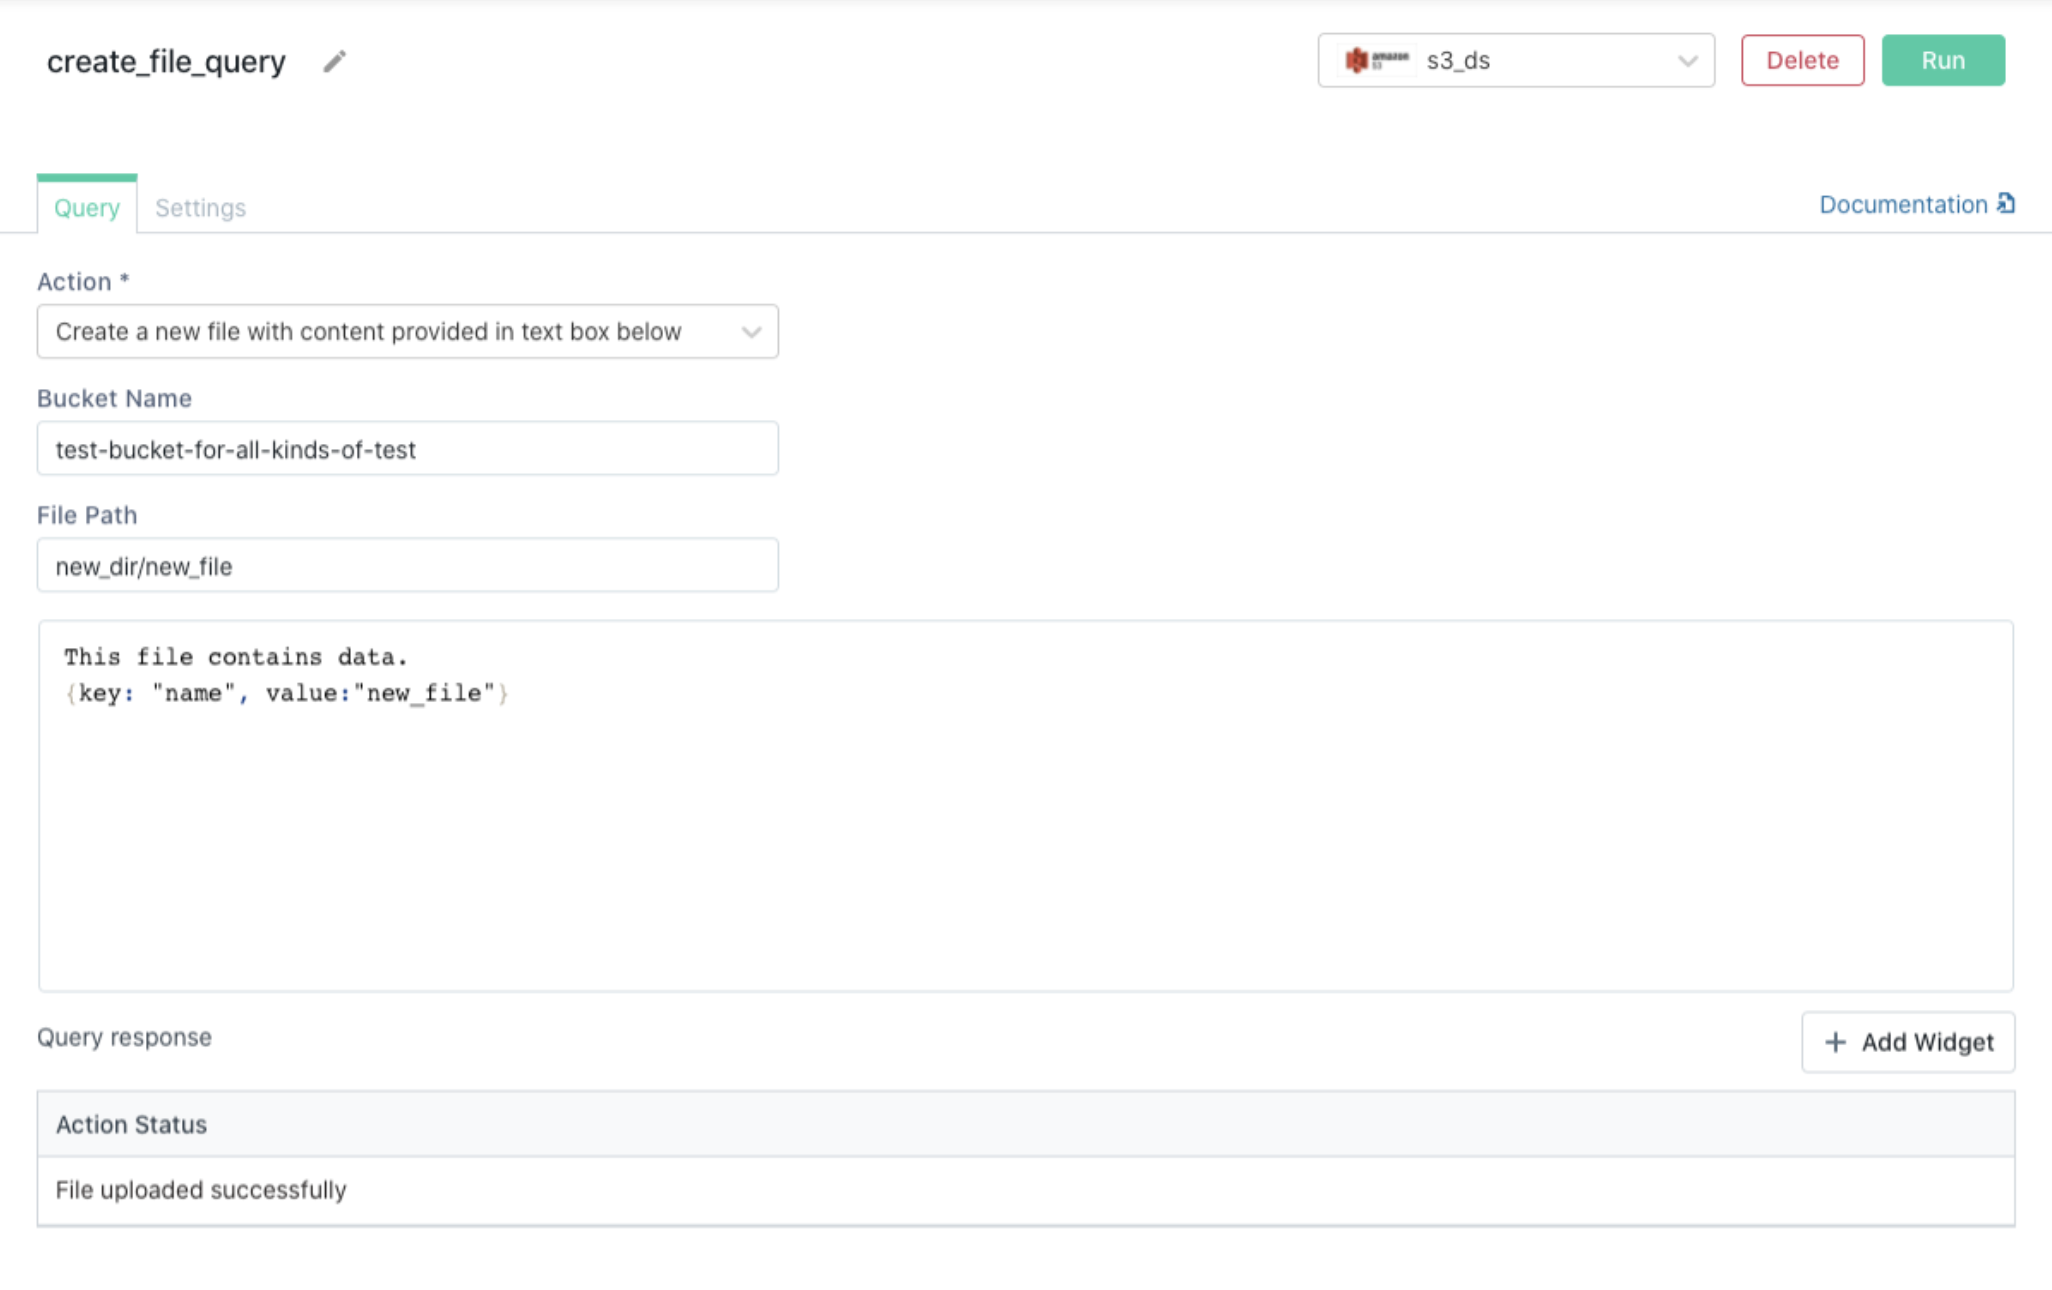 create_file_query
amazon
S3
s3_ds
Delete
Run
Query
Settings
Documentation
Action *
Create a new file with content provided in text box below
Bucket Name
test-bucket-for-all-kinds-of-test
File Path
new_dir/new_file
This file contains data.
{key: "name", value:"new_file"}
Query response
+ Add Widget
Action Status
File uploaded successfully